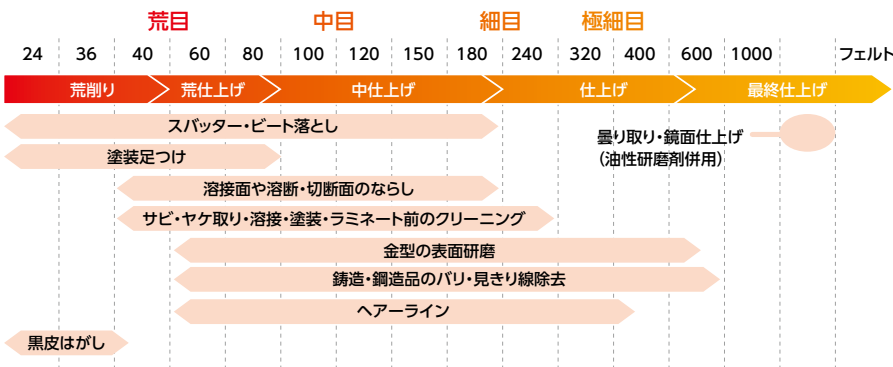 荒目 中目 細目 極細目
24 36 40 60 80 100 120 150 180 240 320 400 600 1000 フェルト
荒削り 荒仕上げ 中仕上げ 仕上げ 最終仕上げ
スパッター・ビート落とし
曇り取り・鏡面仕上げ
（油性研磨剤併用）
塗装足つけ
溶接面や溶断・切断面のならし
サビ・ヤケ取り・溶接・塗装・ラミネート前のクリーニング
金型の表面研磨
鋳造・鋼造品のバリ・見きり線除去
ヘアーライン
黒皮はがし